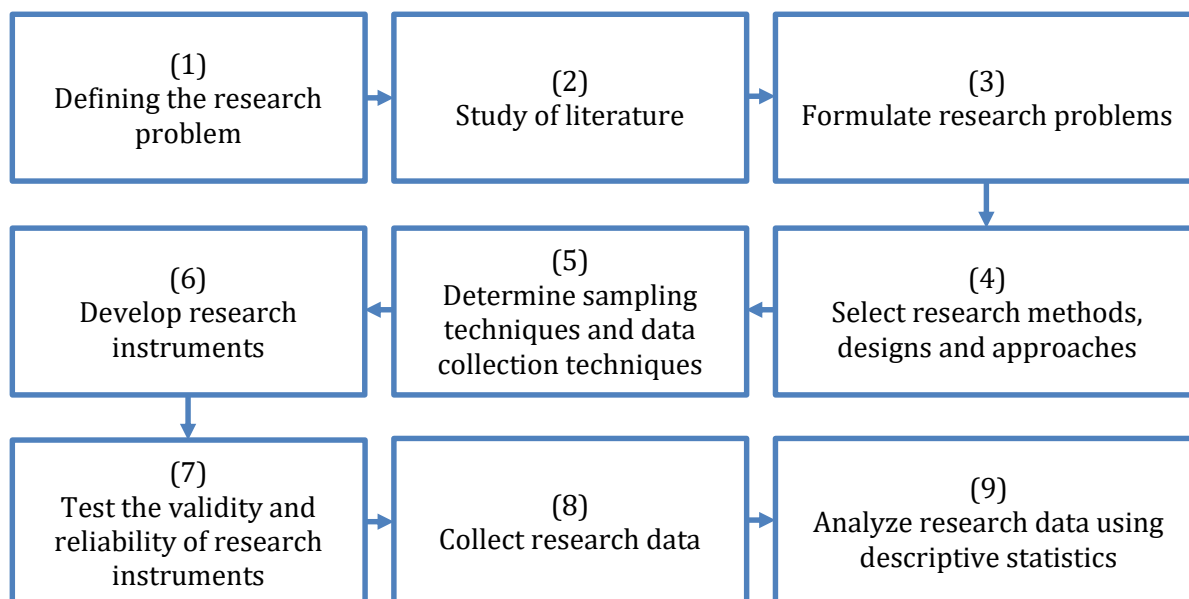 (1)
Defining the research
problem
(2)
Study of literature
(3)
Formulate research problems
(4)
Select research methods,
designs and approaches
(5)
Determine sampling
techniques and data
collection techniques
(6)
Develop research
instruments
(7)
Test the validity and
reliability of research
instruments
(8)
Collect research data
(9)
Analyze research data using
descriptive statistics